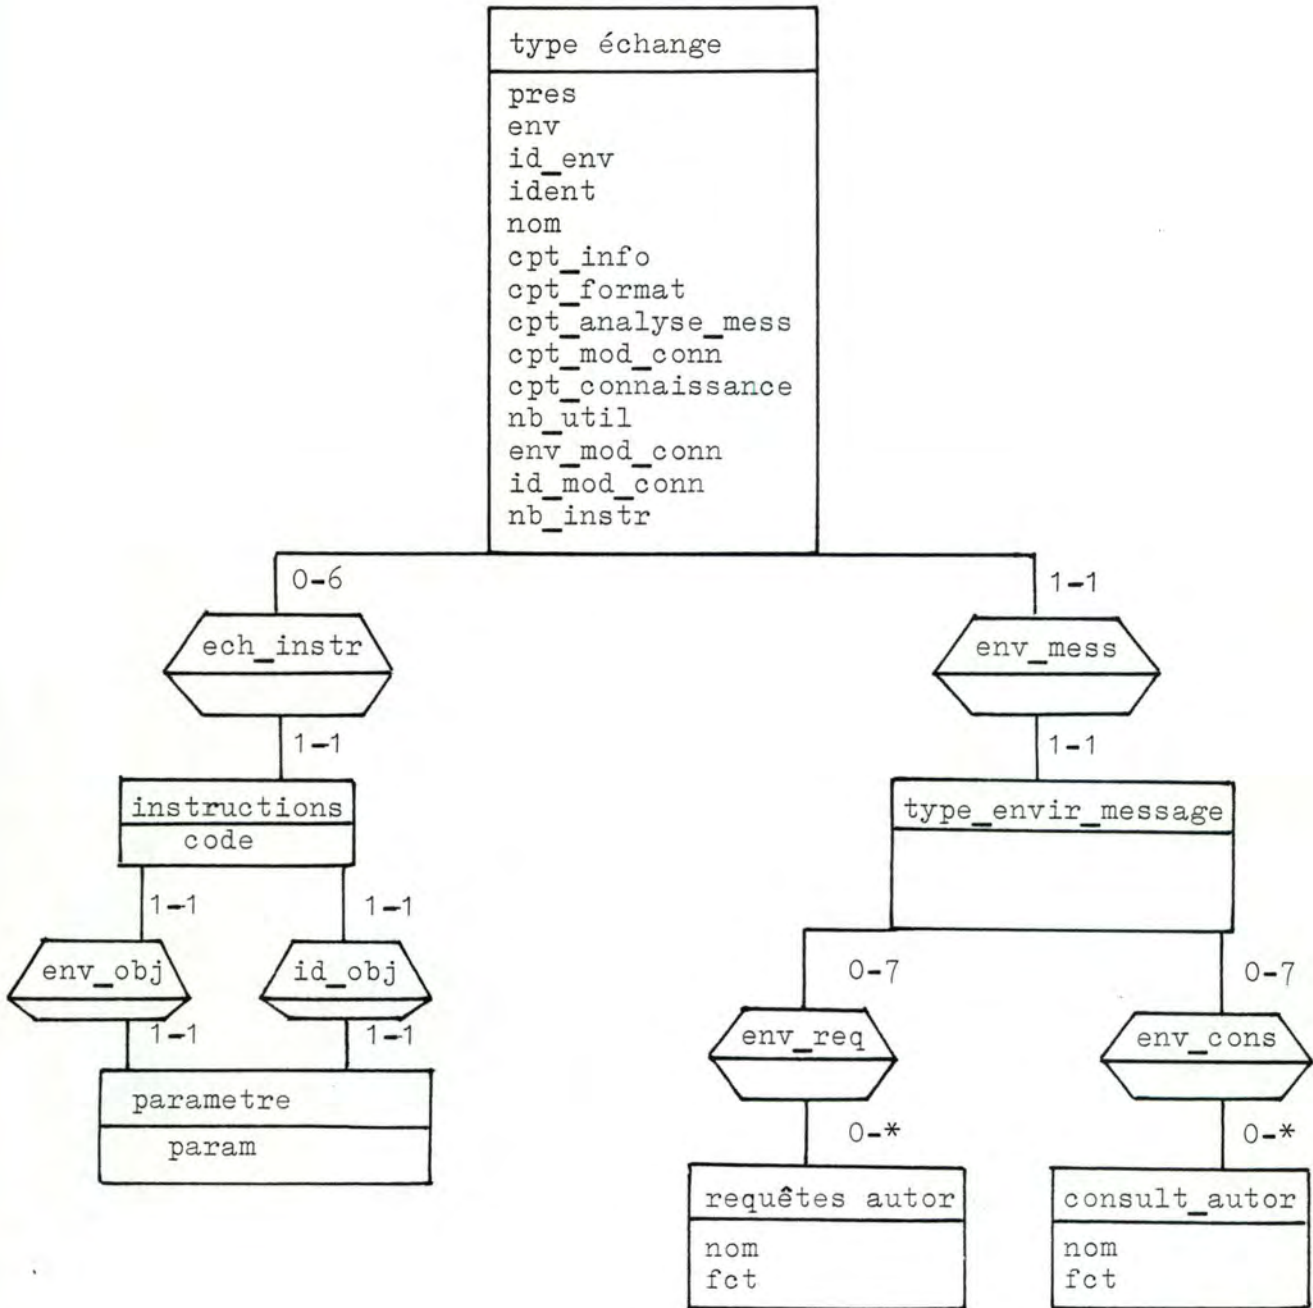 type échange
pres
env
id_env
ident
nom
cpt_info
cpt_format
cpt_analyse_mess
cpt_mod_conn
cpt_connaissance
nb_util
env_mod_conn
id_mod_conn
nb_instr
0-6
1-1
ech_instr
env_mess
1-1
1-1
instructions
code
type_envir_message
1-1
1-1
env_obj
id_obj
0-7
0-7
1-1
1-1
env_req
env_cons
parametre
param
0-*
0-*
requêtes autor
nom
fct
consult_autor
nom
fct